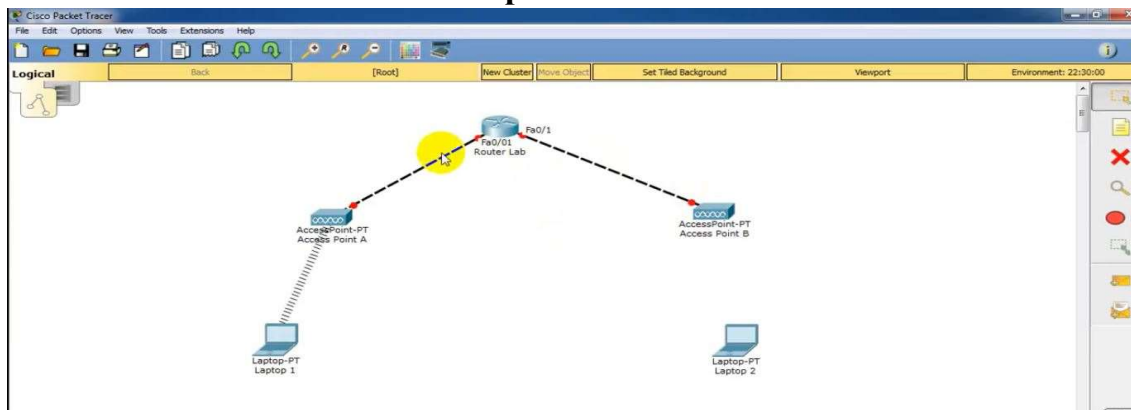 Cisco Packet Tracer
File Edit Options View Tools Extensions Help
Logical Back [Root] New Cluster Move Object Set Tiled Background Viewport Environment: 22:30:00
Fa0/1
Fa0/01
Router Lab
AccessPoint-PT
Access Point A
AccessPoint-PT
Access Point B
Laptop-PT
Laptop 1
Laptop-PT
Laptop 2